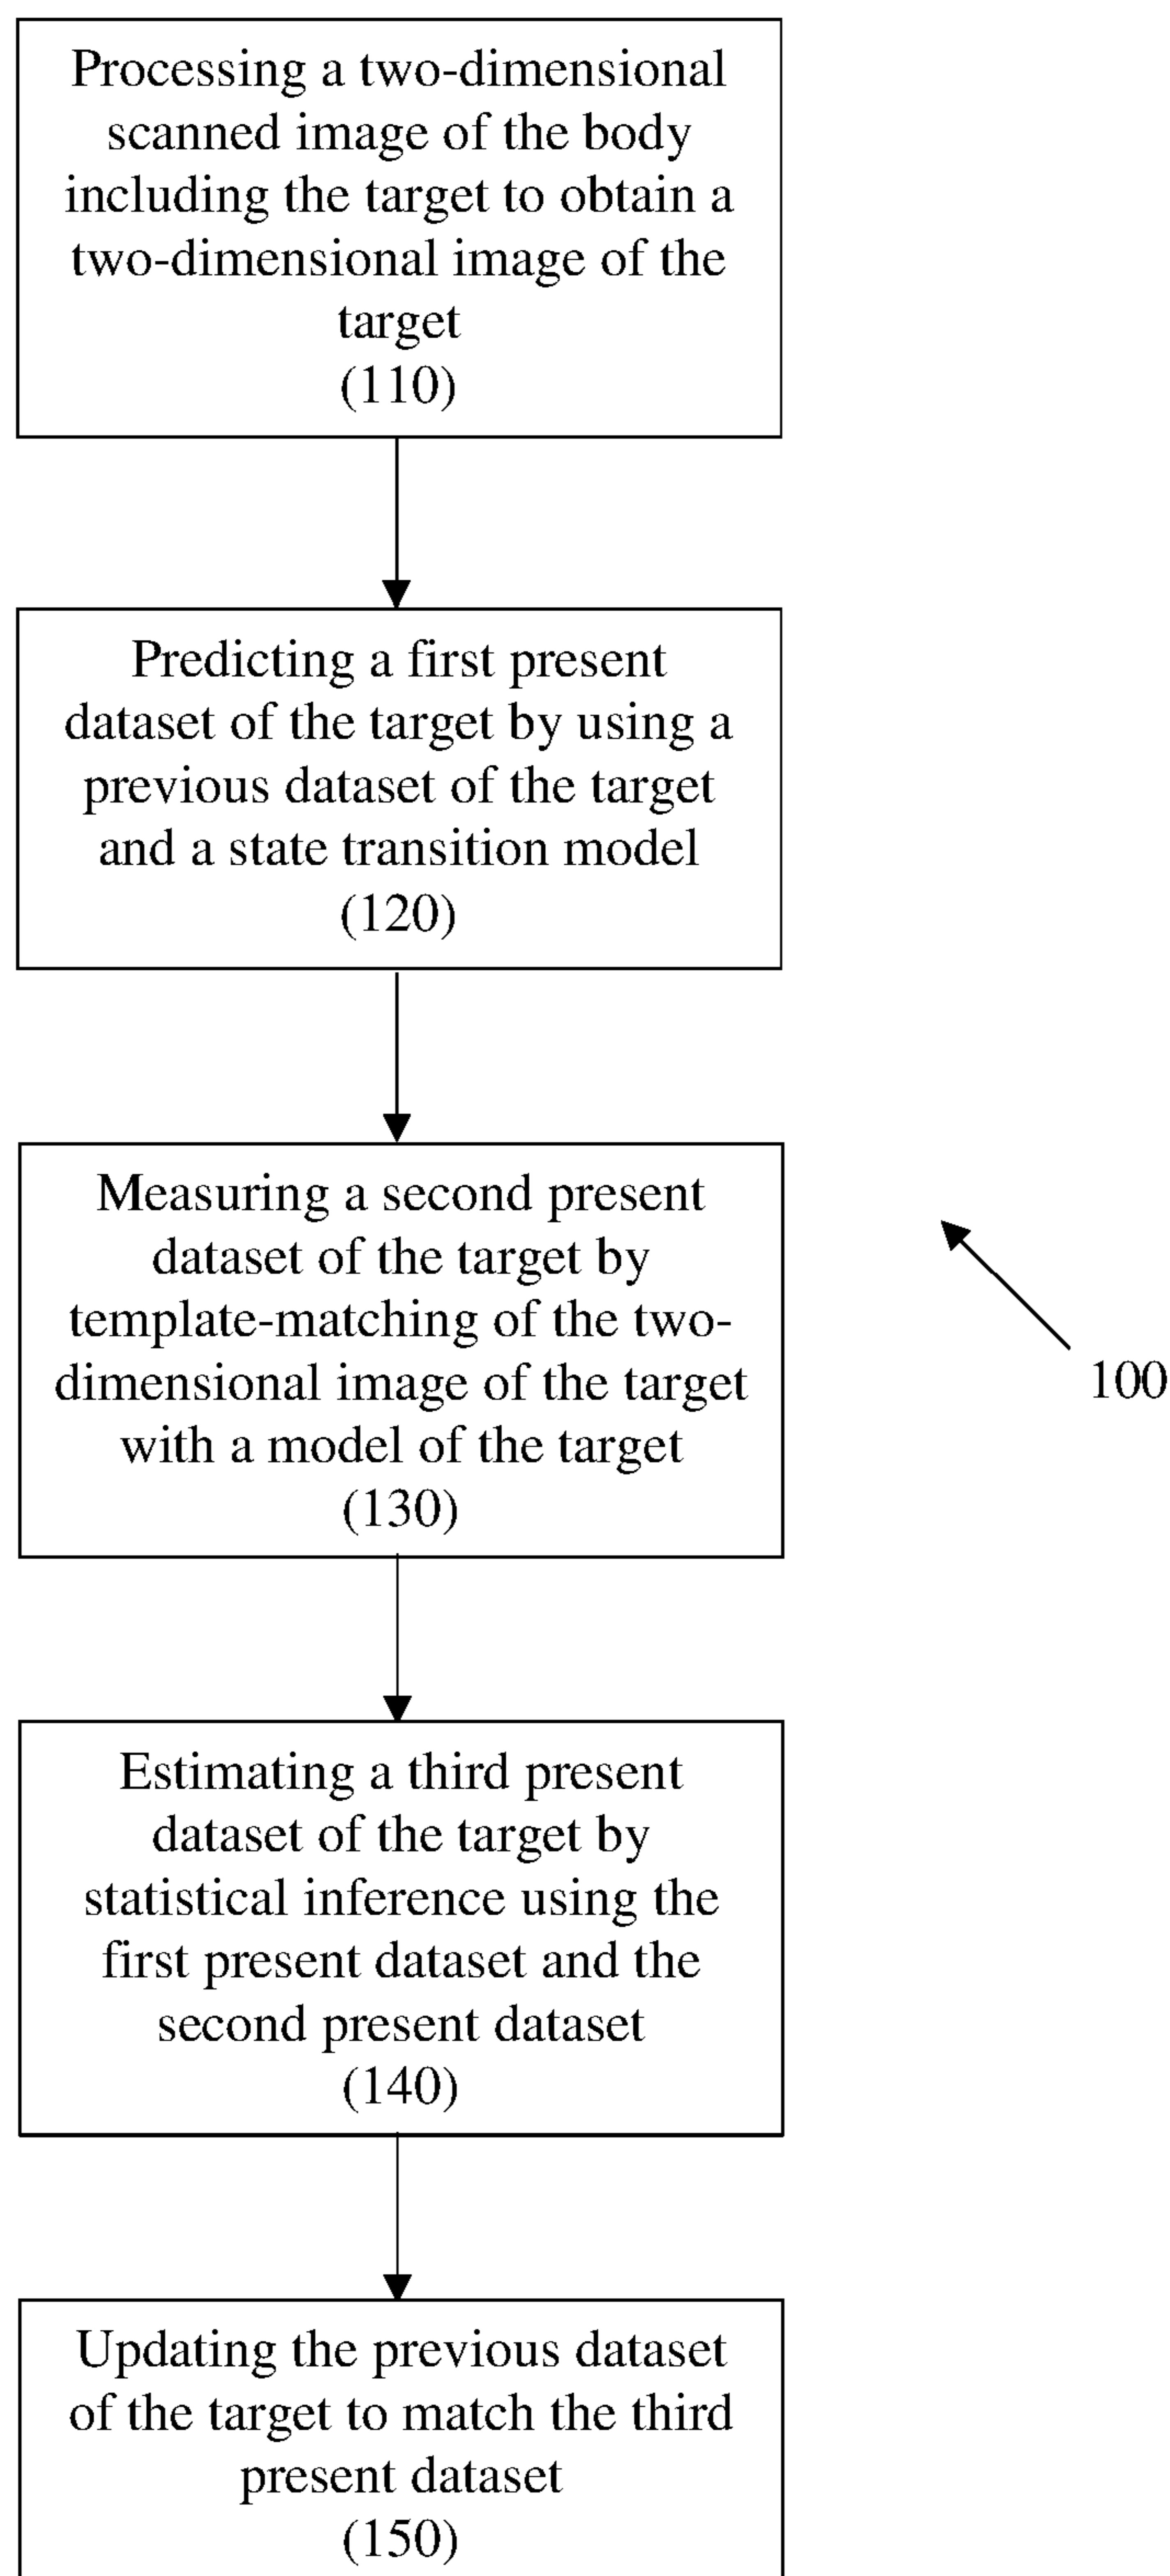 Processing a two-dimensional
scanned image of the body
including the target to obtain a
two-dimensional image of the
target
(110)
Predicting a first present
dataset of the target by using a
previous dataset of the target
and a state transition model
(120)
Measuring a second present
dataset of the target by
template-matching of the two-
dimensional image of the target
with a model of the target
(130)
100
Estimating a third present
dataset of the target by
statistical inference using the
first present dataset and the
second present dataset
(140)
Updating the previous dataset
of the target to match the third
present dataset
(150)